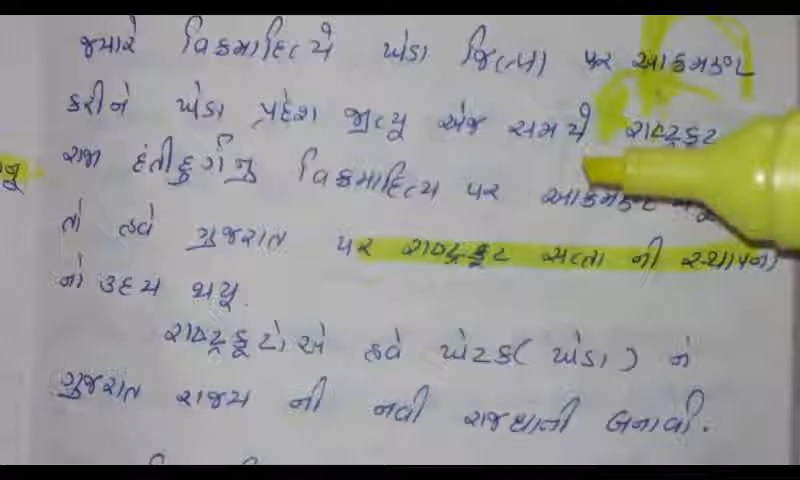 જ્યારે વિક્રમાદિત્યે ખેડા જિલ્લા પર આક્રમણ
કરીને ખેડા પ્રદેશ જીત્યુ એજ સમયે રાષ્ટ્રકુટ
રાજા દંતીદુર્ગનુ વિક્રમાદિત્ય પર આક્રમણ
તો હવે ગુજરાત પર રાષ્ટ્રકૂટ સત્તા ની સ્થાપના
નો ઉદય થયુ.
રાષ્ટ્રકૂટો એ હવે ખેટક ( ખેડા ) ને
ગુજરાત રાજ્ય ની નવી રાજધાની બનાવી.